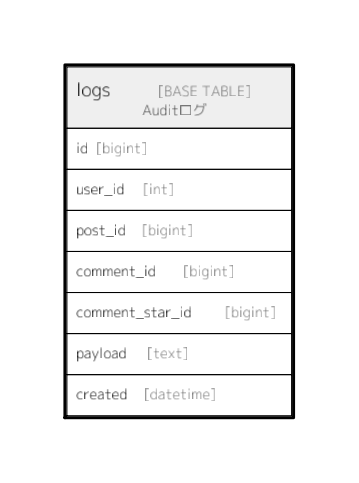 logs [BASE TABLE]
Auditログ
id [bigint]
user_id [int]
post_id [bigint]
comment_id [bigint]
comment_star_id [bigint]
payload [text]
created [datetime]